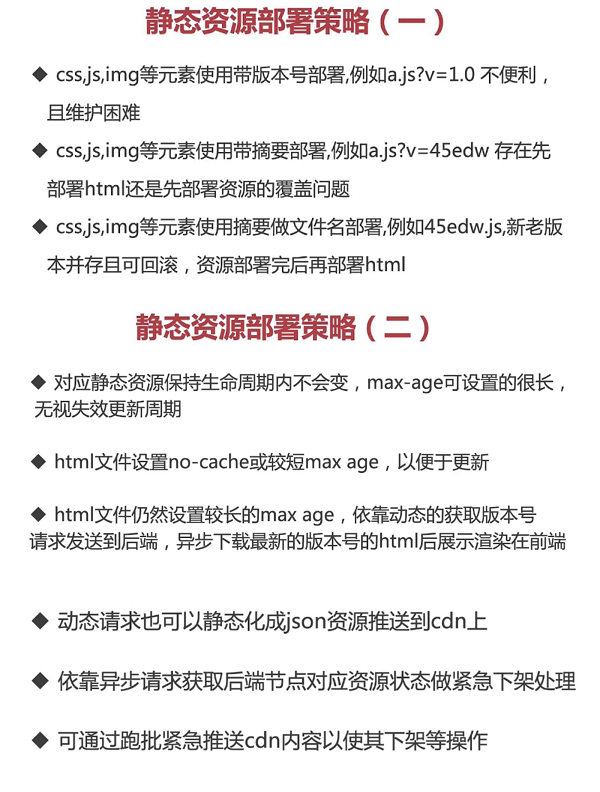 静态资源部署策略（一）
◆ css,js,img等元素使用带版本号部署,例如a.js?v=1.0 不便利，
且维护困难
◆ css,js,img等元素使用带摘要部署,例如a.js?v=45edw 存在先
部署html还是先部署资源的覆盖问题
◆ css,js,img等元素使用摘要做文件名部署,例如45edw.js,新老版
本并存且可回滚，资源部署完后再部署html
静态资源部署策略（二）
◆ 对应静态资源保持生命周期内不会变，max-age可设置的很长，
无视失效更新周期
◆ html文件设置no-cache或较短max age，以便于更新
◆ html文件仍然设置较长的max age，依靠动态的获取版本号
请求发送到后端，异步下载最新的版本号的html后展示渲染在前端
◆ 动态请求也可以静态化成json资源推送到cdn上
◆ 依靠异步请求获取后端节点对应资源状态做紧急下架处理
◆ 可通过跑批紧急推送cdn内容以使其下架等操作